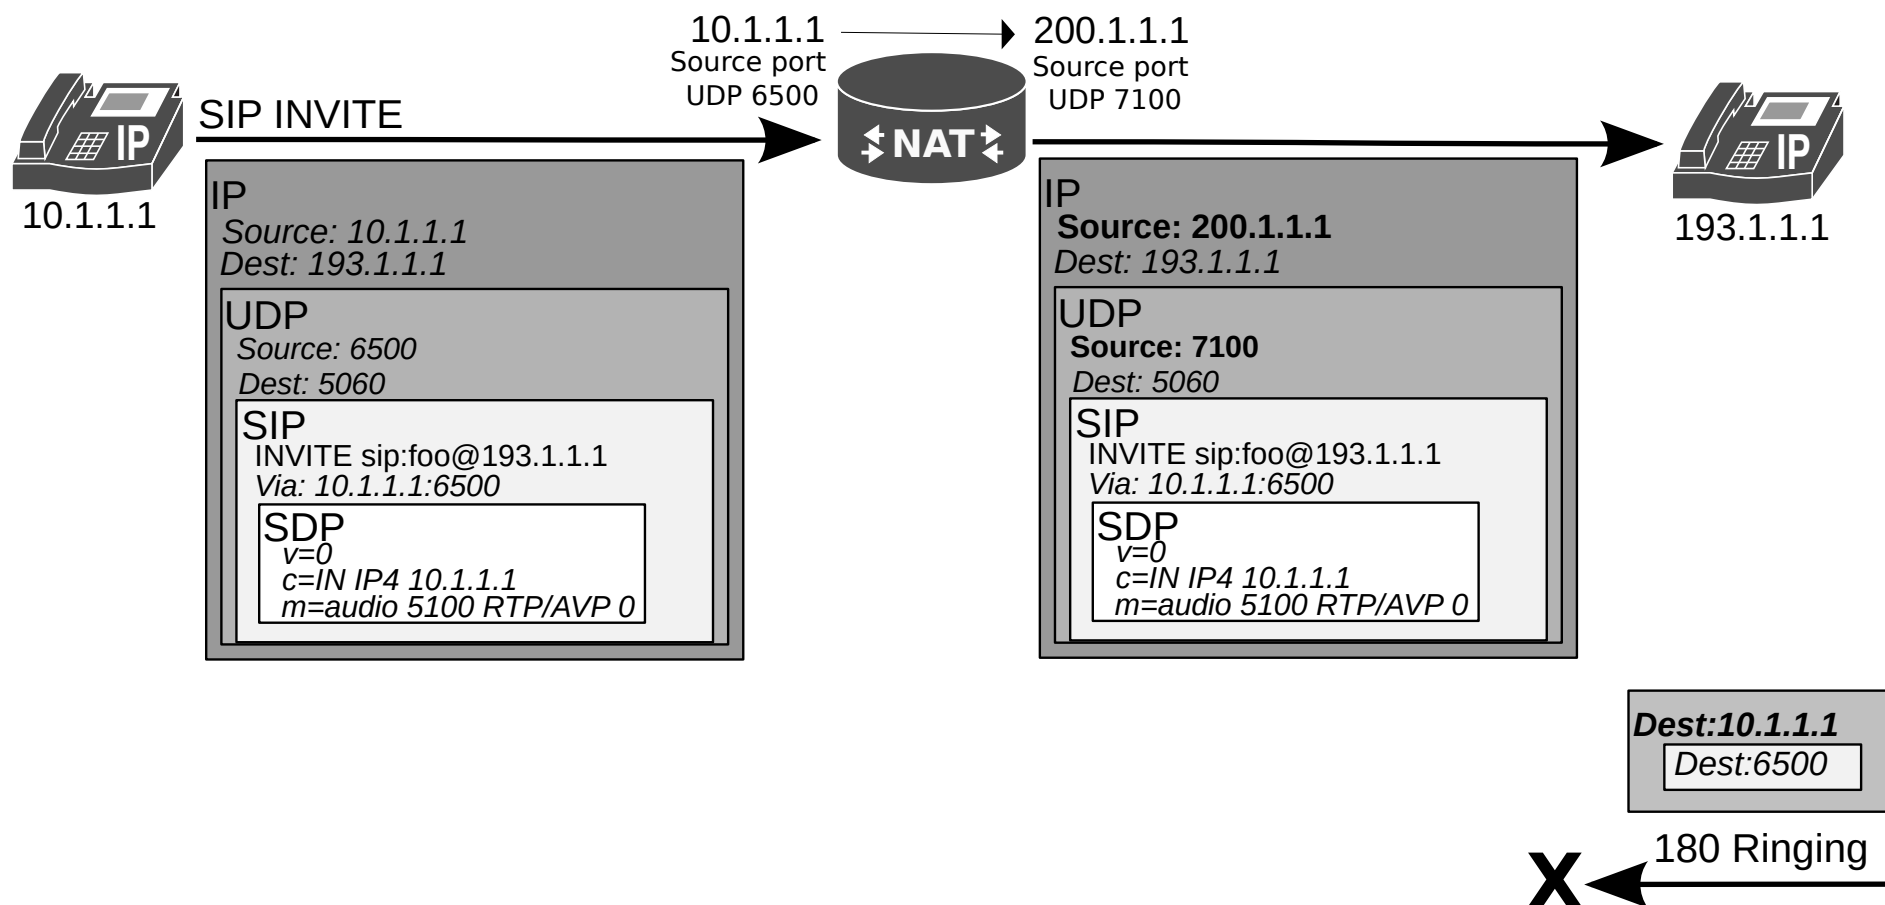 10.1.1.1
Source port
UDP 6500
200.1.1.1
Source port
UDP 7100
SIP INVITE
IP
10.1.1.1
NAT
IP
193.1.1.1
IP
Source: 10.1.1.1
Dest: 193.1.1.1
UDP
Source: 6500
Dest: 5060
SIP
INVITE sip:foo@193.1.1.1
Via: 10.1.1.1:6500
SDP
v=0
c=IN IP4 10.1.1.1
m=audio 5100 RTP/AVP 0
IP
Source: 200.1.1.1
Dest: 193.1.1.1
UDP
Source: 7100
Dest: 5060
SIP
INVITE sip:foo@193.1.1.1
Via: 10.1.1.1:6500
SDP
v=0
c=IN IP4 10.1.1.1
m=audio 5100 RTP/AVP 0
Dest:10.1.1.1
Dest:6500
180 Ringing
X